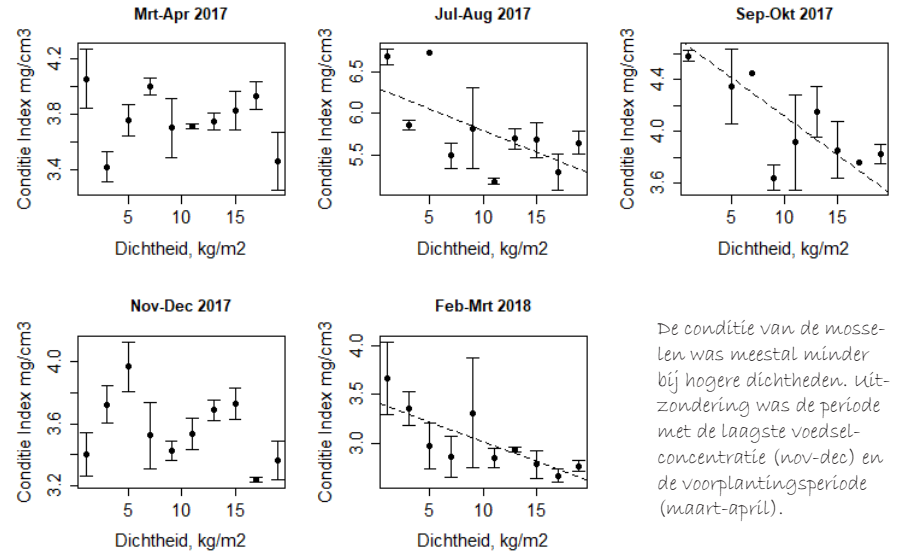 Mrt-Apr 2017
Conditie Index mg/cm3
4.2
3.8
3.4
5 10 15
Dichtheid, kg/m2
Jul-Aug 2017
Conditie Index mg/cm3
6.5
6.0
5.5
5 10 15
Dichtheid, kg/m2
Sep-Okt 2017
Conditie Index mg/cm3
4.4
4.0
3.6
5 10 15
Dichtheid, kg/m2
Nov-Dec 2017
Conditie Index mg/cm3
4.0
3.6
3.2
5 10 15
Dichtheid, kg/m2
Feb-Mrt 2018
Conditie Index mg/cm3
4.0
3.5
3.0
5 10 15
Dichtheid, kg/m2
De conditie van de mosse-
len was meestal minder
bij hogere dichtheden. Uit-
zondering was de periode
met de laagste voedsel-
concentratie (nov-dec) en
de voorplantingsperiode
(maart-april).